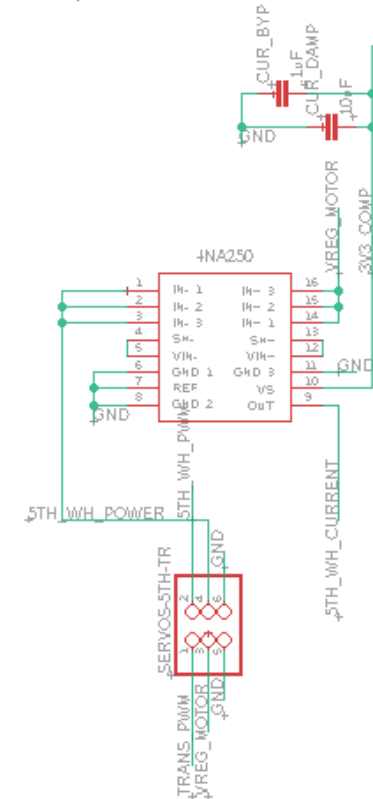 CUR_BYP
1uF
CUR_DAMP
10uF
GND
VREG_MOTOR
3V3_COMP
INA250
1 IN- 1 IN- 3 16
2 IN- 2 IN- 2 15
3 IN- 3 IN- 1 14
4 SH- SH- 13
5 VIN- VIN- 12
6 GND 1 GND 3 11 GND
7 REF VS 10
8 GND 2 OUT 9
GND
5TH_WH_PWM
5TH_WH_POWER
5TH_WH_CURRENT
GND
SERVOS-5TH-TR
2 4 6
1 3 5
TRANS_PWM
VREG_MOTOR
GND